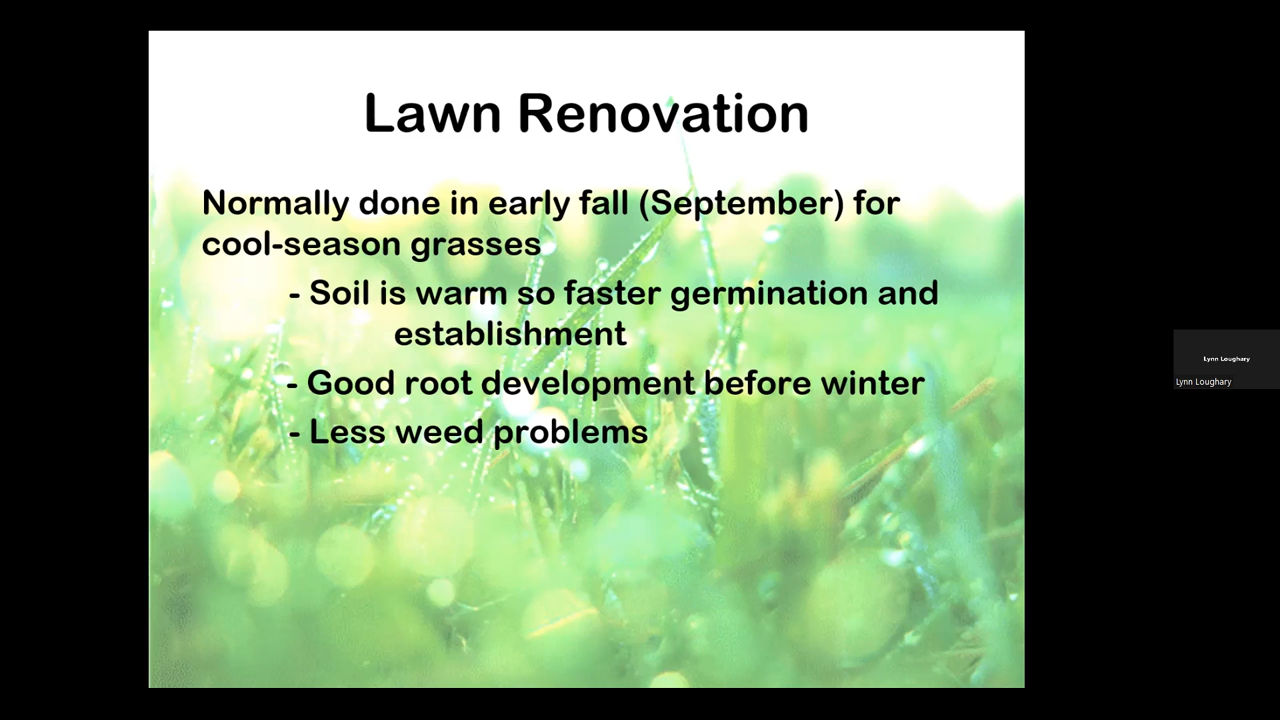 Lawn Renovation
Normally done in early fall (September) for
cool-season grasses
- Soil is warm so faster germination and
establishment
- Good root development before winter
- Less weed problems
Lynn Loughary
Lynn Loughary